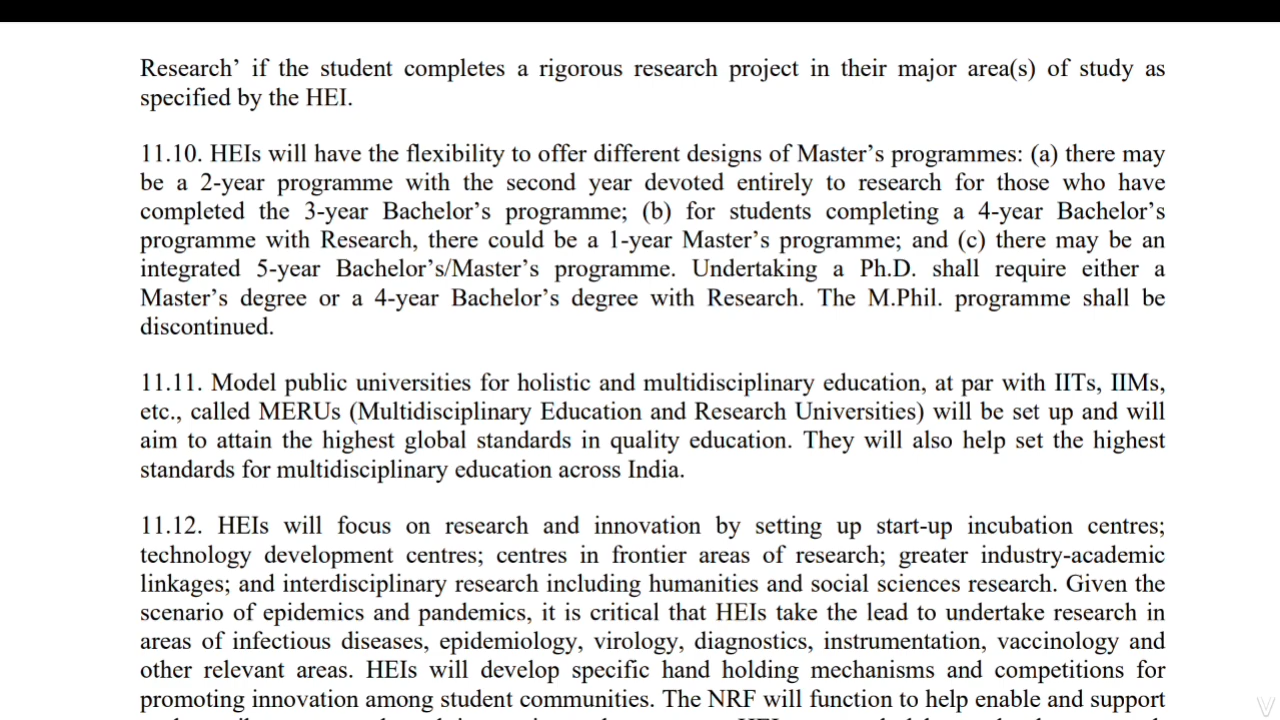 Research’ if the student completes a rigorous research project in their major area(s) of study as
specified by the HEI.
11.10. HEIs will have the flexibility to offer different designs of Master’s programmes: (a) there may
be a 2-year programme with the second year devoted entirely to research for those who have
completed the 3-year Bachelor’s programme; (b) for students completing a 4-year Bachelor’s
programme with Research, there could be a 1-year Master’s programme; and (c) there may be an
integrated 5-year Bachelor’s/Master’s programme. Undertaking a Ph.D. shall require either a
Master’s degree or a 4-year Bachelor’s degree with Research. The M.Phil. programme shall be
discontinued.
11.11. Model public universities for holistic and multidisciplinary education, at par with IITs, IIMs,
etc., called MERUs (Multidisciplinary Education and Research Universities) will be set up and will
aim to attain the highest global standards in quality education. They will also help set the highest
standards for multidisciplinary education across India.
11.12. HEIs will focus on research and innovation by setting up start-up incubation centres;
technology development centres; centres in frontier areas of research; greater industry-academic
linkages; and interdisciplinary research including humanities and social sciences research. Given the
scenario of epidemics and pandemics, it is critical that HEIs take the lead to undertake research in
areas of infectious diseases, epidemiology, virology, diagnostics, instrumentation, vaccinology and
other relevant areas. HEIs will develop specific hand holding mechanisms and competitions for
promoting innovation among student communities. The NRF will function to help enable and support